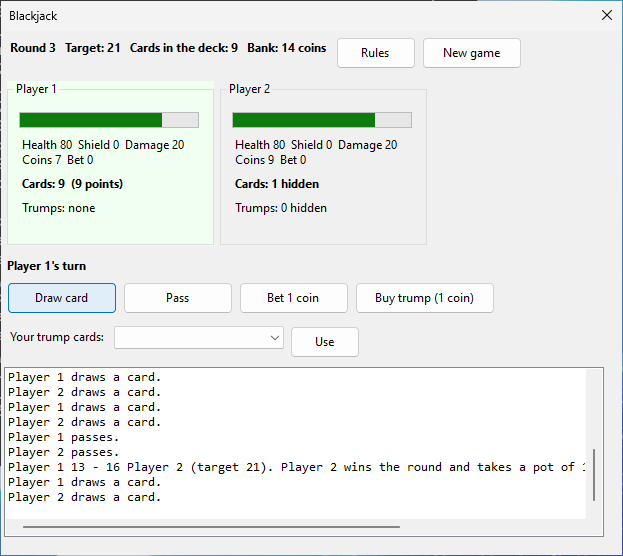 Blackjack
Round 3 Target: 21 Cards in the deck: 9 Bank: 14 coins Rules New game
Player 1
Health 80 Shield 0 Damage 20
Coins 7 Bet 0
Cards: 9 (9 points)
Trumps: none
Player 2
Health 80 Shield 0 Damage 20
Coins 9 Bet 0
Cards: 1 hidden
Trumps: 0 hidden
Player 1's turn
Draw card Pass Bet 1 coin Buy trump (1 coin)
Your trump cards: Use
Player 1 draws a card.
Player 2 draws a card.
Player 1 draws a card.
Player 2 draws a card.
Player 1 passes.
Player 2 passes.
Player 1 13 - 16 Player 2 (target 21). Player 2 wins the round and takes a pot of
Player 1 draws a card.
Player 2 draws a card.